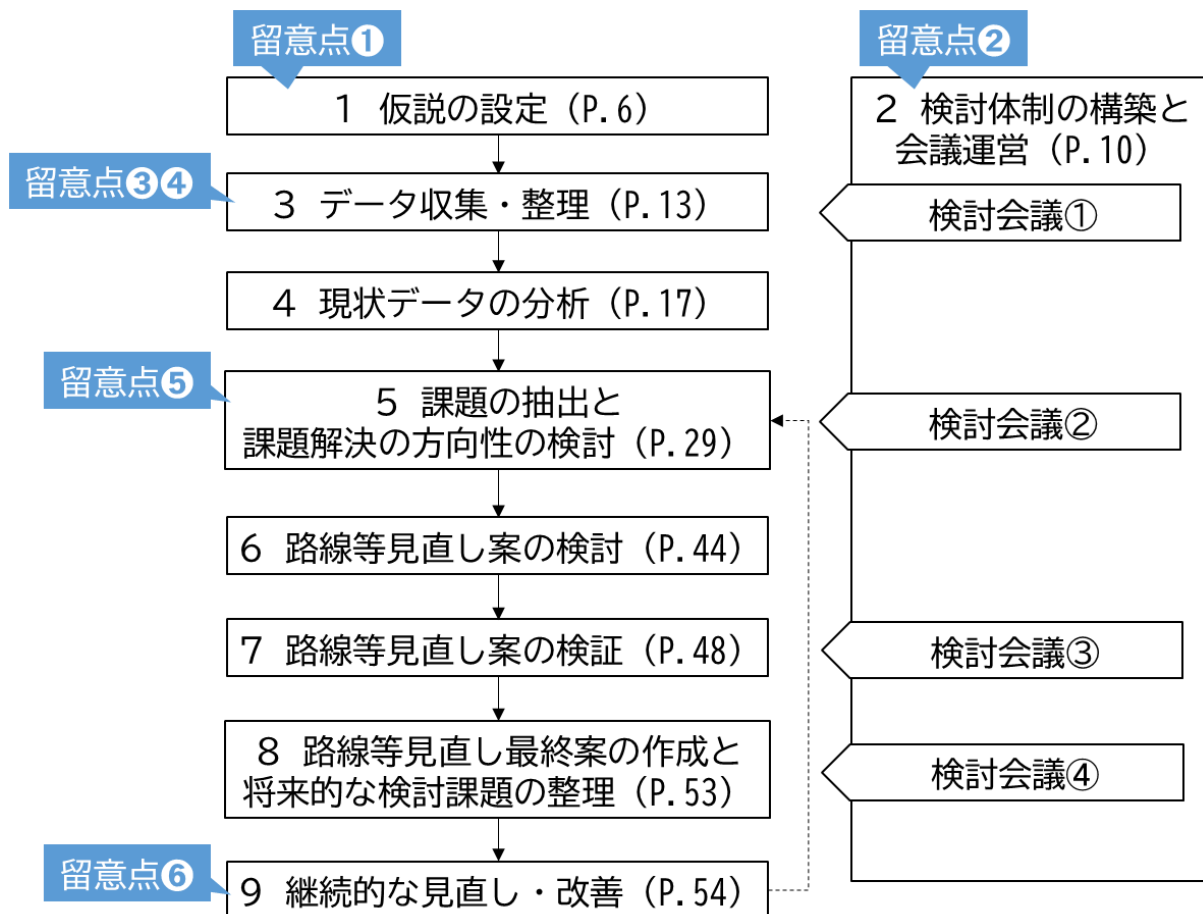 留意点❶
1 仮説の設定（P.6）
留意点❸❹
3 データ収集・整理（P.13）
4 現状データの分析（P.17）
留意点❺
5 課題の抽出と
課題解決の方向性の検討（P.29）
6 路線等見直し案の検討（P.44）
7 路線等見直し案の検証（P.48）
8 路線等見直し最終案の作成と
将来的な検討課題の整理（P.53）
留意点❻
9 継続的な見直し・改善（P.54）
留意点❷
2 検討体制の構築と
会議運営（P.10）
検討会議①
検討会議②
検討会議③
検討会議④